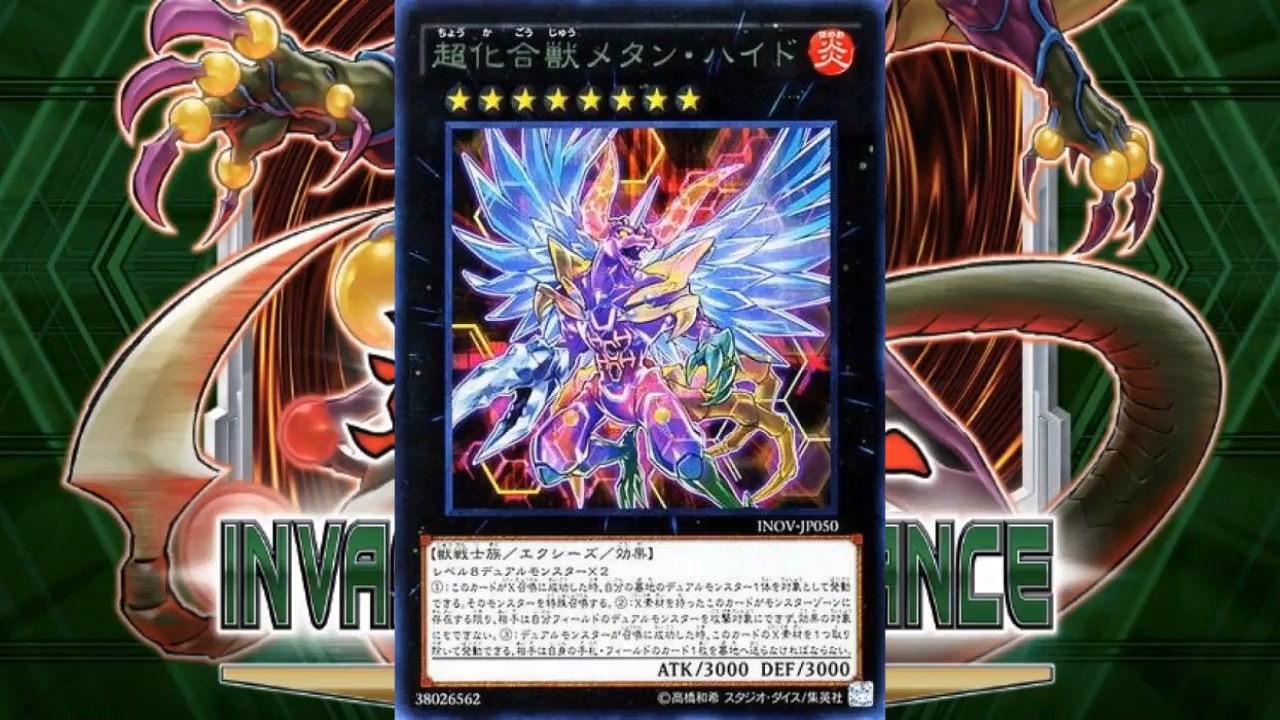 ちょう か ごう じゅう
超化合獣メタン・ハイド
炎
INVA
ANCE
INOV-JP050
【獣戦士族／エクシーズ／効果】
レベル8デュアルモンスター×2
①:このカードがX召喚に成功した時、自分の墓地のデュアルモンスター1体を対象として発動
できる。そのモンスターを特殊召喚する。②:X素材を持ったこのカードがモンスターゾーンに
存在する限り、相手は自分フィールドのデュアルモンスターを攻撃対象にできず、効果の対象
にもできない。③:デュアルモンスターが召喚に成功した時、このカードのX素材を1つ取り
除いて発動できる。相手は自身の手札・フィールドのカード1枚を墓地へ送らなければならない。
ATK/3000 DEF/3000
38026562
©高橋和希 スタジオ・ダイス/集英社